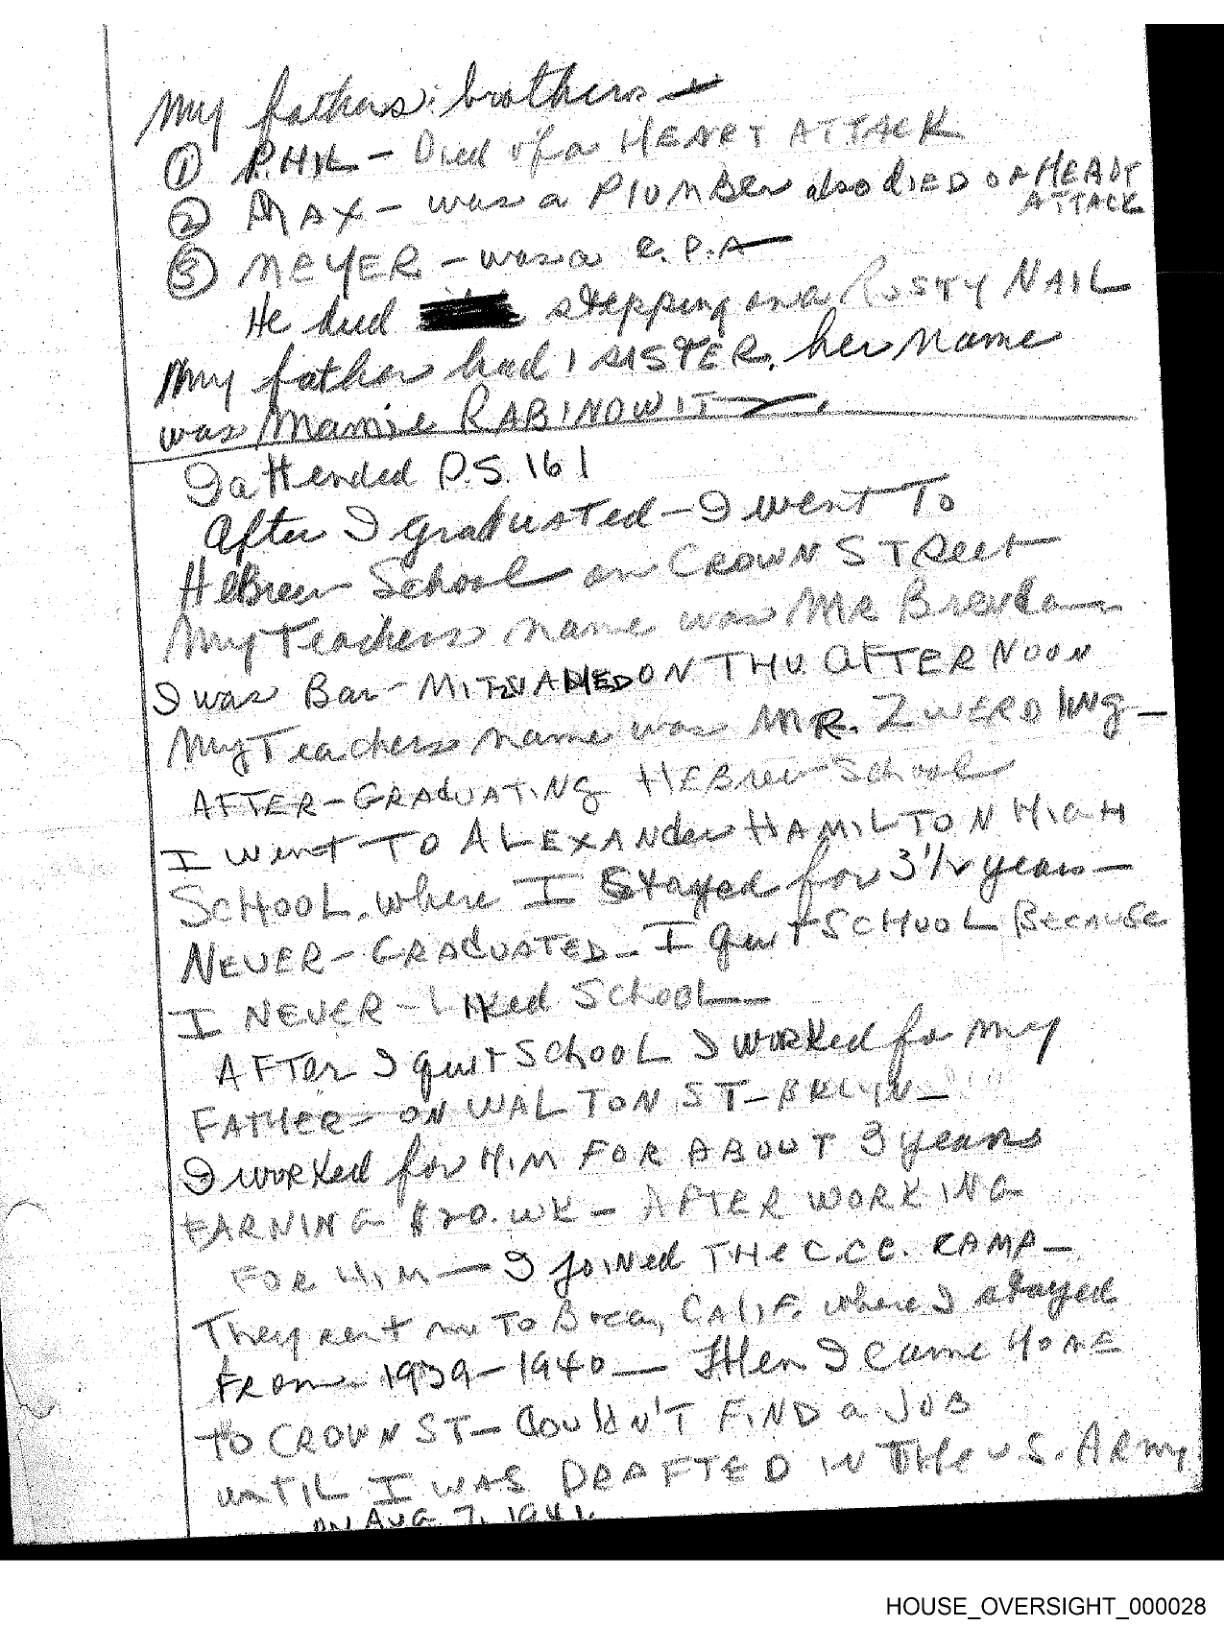 My fathers brothers -
① PHIL - Died of a HEART ATTACK
② MAX - was a PlUMBer also diED OF HEART
ATTACK
③ MEYER - was a C.P.A
He died stepping on a RUSTY NAIL
My father had 1 SISTER. her name
was Mamie RABINOWITZ.
I attended P.S. 161
After I graduated - I went To
HeBrew School on CROWN STReet
My Teachers name was MR
I was Bar-MITZVAHED ON THU. AFTERNOON
My Teachers name was MR. ZWERDling -
AFTER - GRADUATING HEBrew School
I went TO ALEXANder HAMILTON HIGH
SCHOOL. where I Stayed for 3 1/2 years -
NEVER - GRADUATED - I quit SCHOOL BECAUSE
I NEVER - LIKed SCHOOL -
AFTer I quit SCHOOL I WORKed for my
FATHER - ON WALTON ST - BKLYN -
I WORKed for HIM FOR ABOUT 3 years
EARNING $20. WK - AFTER WORKING
FOR HIM - I JOINed THe C.C.C. KAMP -
They sent me TO Brea, CALIF. where I stayed
FROM 1939 - 1940 - THen I came HOME
TO CROWN ST - COUldN'T FIND a JOB
unTIL I WAS DRAFTED IN THe U.S. ARmy
ON AUG 7, 1941.
HOUSE_OVERSIGHT_000028